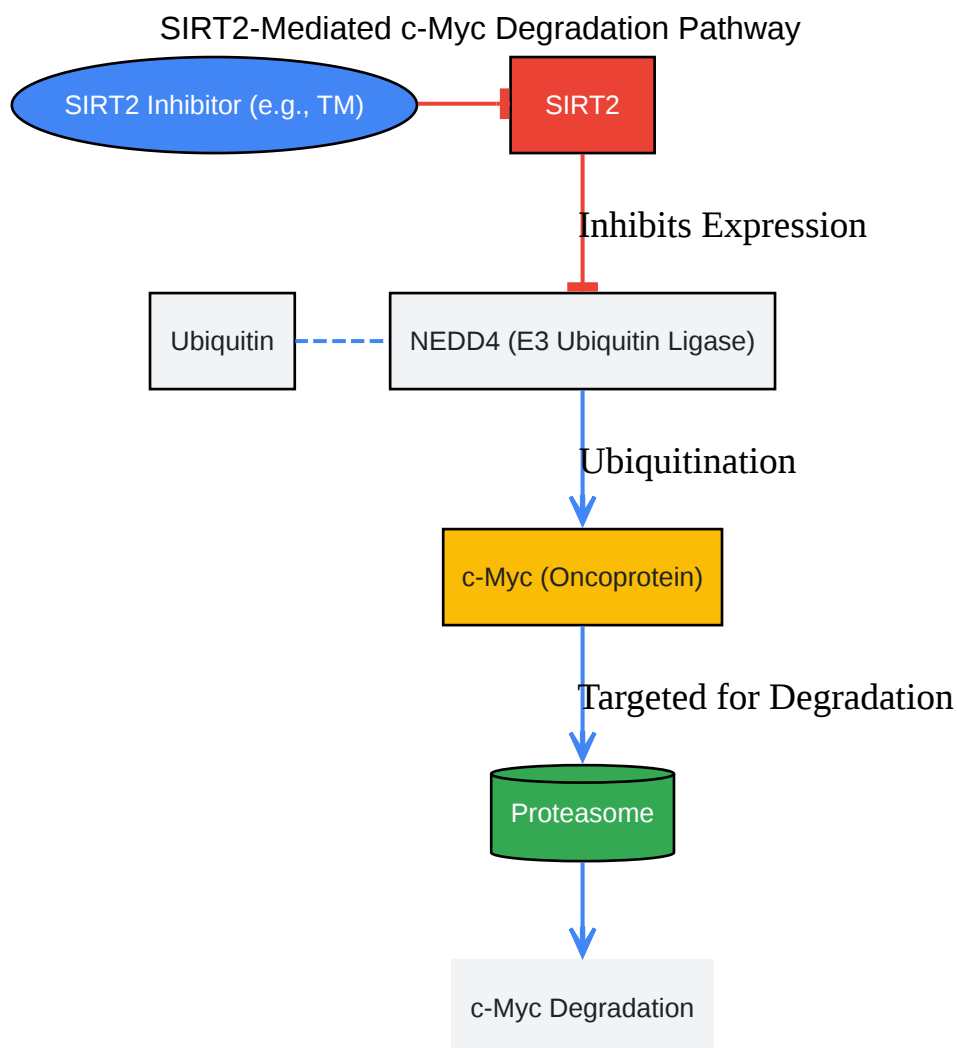 SIRT2-Mediated c-Myc Degradation Pathway
SIRT2 Inhibitor (e.g., TM)
SIRT2
Inhibits Expression
Ubiquitin
NEDD4 (E3 Ubiquitin Ligase)
Ubiquitination
c-Myc (Oncoprotein)
Targeted for Degradation
Proteasome
c-Myc Degradation